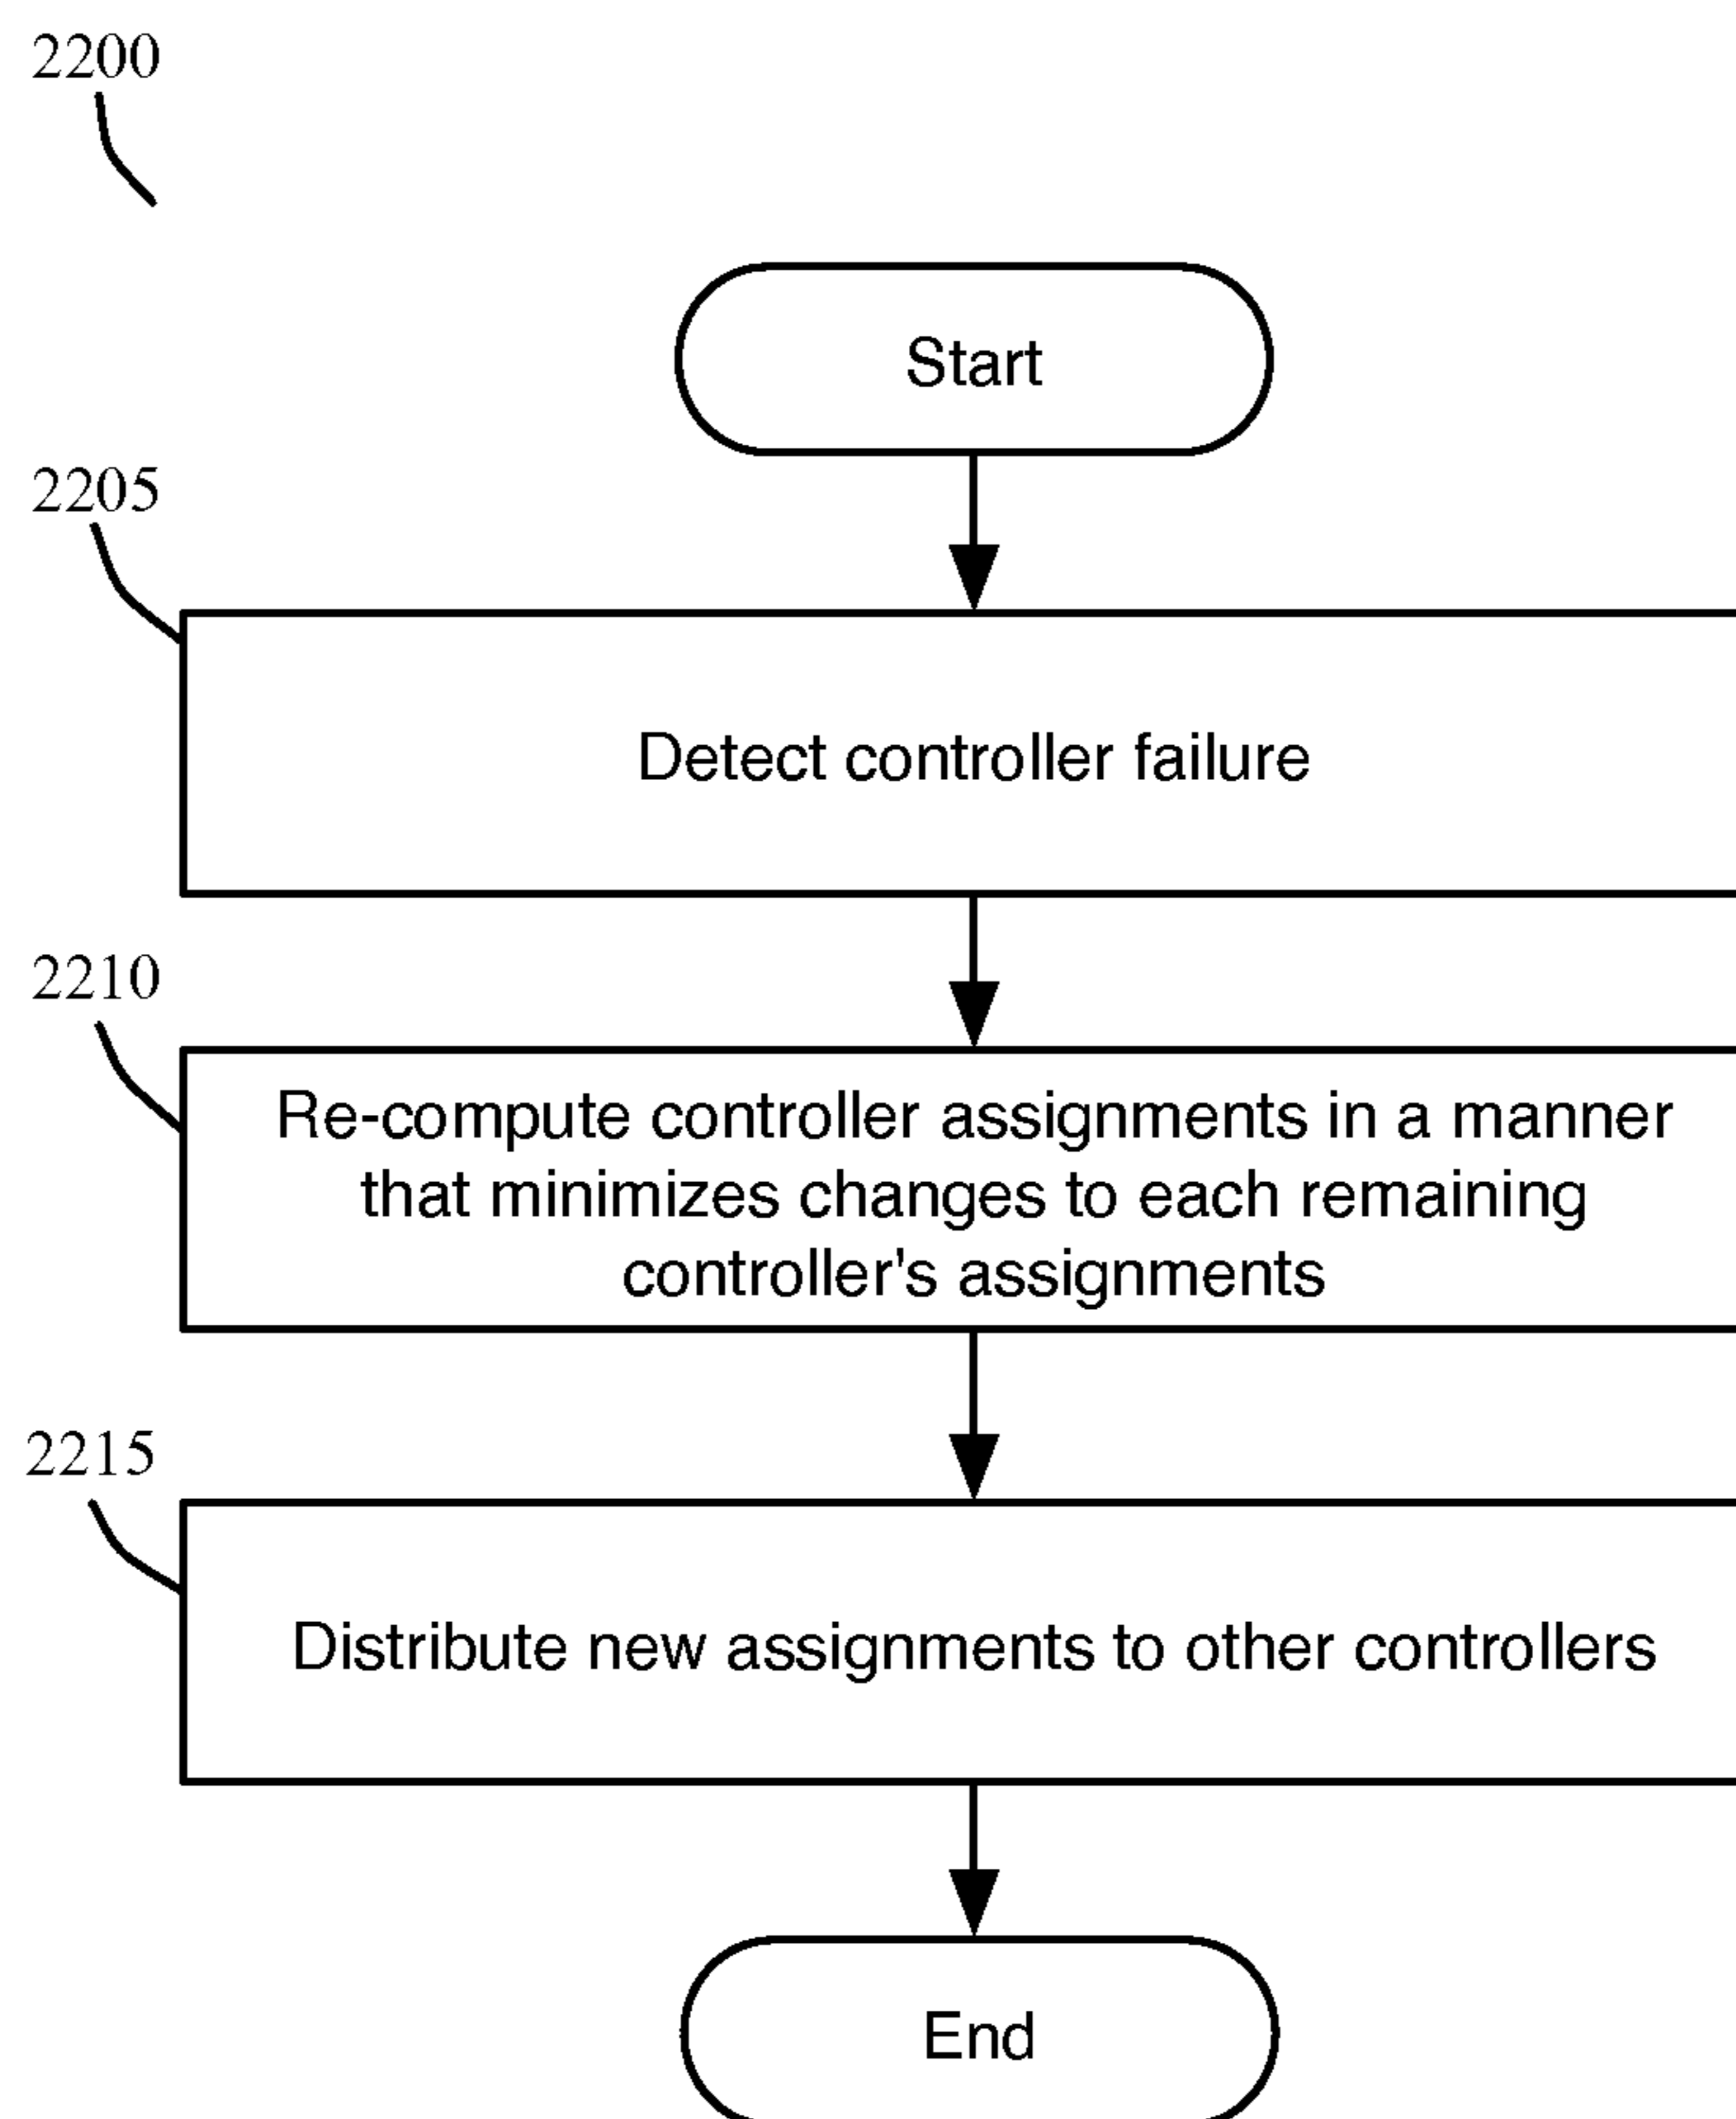 2200
Start
2205
Detect controller failure
2210
Re-compute controller assignments in a manner
that minimizes changes to each remaining
controller's assignments
2215
Distribute new assignments to other controllers
End